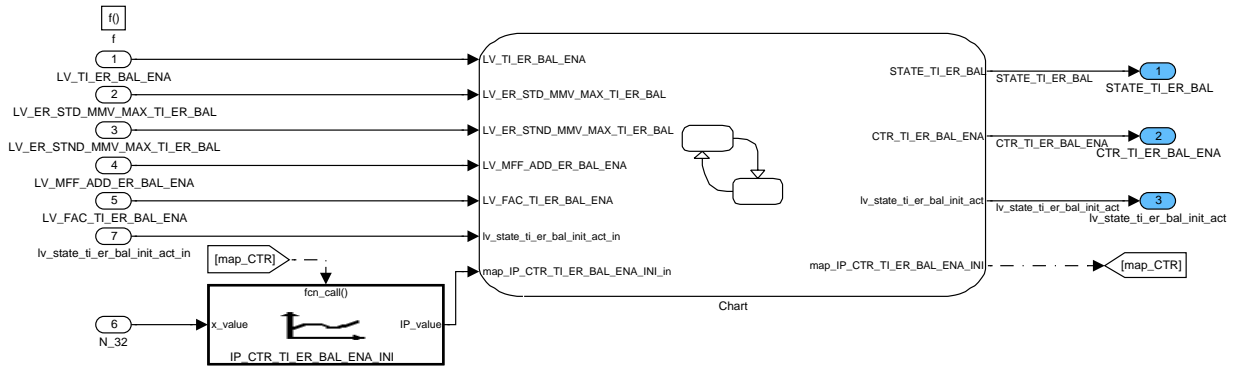 f()
f
1
LV_TI_ER_BAL_ENA
2
LV_ER_STD_MMV_MAX_TI_ER_BAL
3
LV_ER_STND_MMV_MAX_TI_ER_BAL
4
LV_MFF_ADD_ER_BAL_ENA
5
LV_FAC_TI_ER_BAL_ENA
7
lv_state_ti_er_bal_init_act_in
[map_CTR]
fcn_call()
6
N_32
x_value
IP_value
IP_CTR_TI_ER_BAL_ENA_INI
LV_TI_ER_BAL_ENA
LV_ER_STD_MMV_MAX_TI_ER_BAL
LV_ER_STND_MMV_MAX_TI_ER_BAL
LV_MFF_ADD_ER_BAL_ENA
LV_FAC_TI_ER_BAL_ENA
lv_state_ti_er_bal_init_act_in
map_IP_CTR_TI_ER_BAL_ENA_INI_in
STATE_TI_ER_BAL
CTR_TI_ER_BAL_ENA
lv_state_ti_er_bal_init_act
map_IP_CTR_TI_ER_BAL_ENA_INI
Chart
STATE_TI_ER_BAL
1
STATE_TI_ER_BAL
CTR_TI_ER_BAL_ENA
2
CTR_TI_ER_BAL_ENA
lv_state_ti_er_bal_init_act
3
lv_state_ti_er_bal_init_act
[map_CTR]